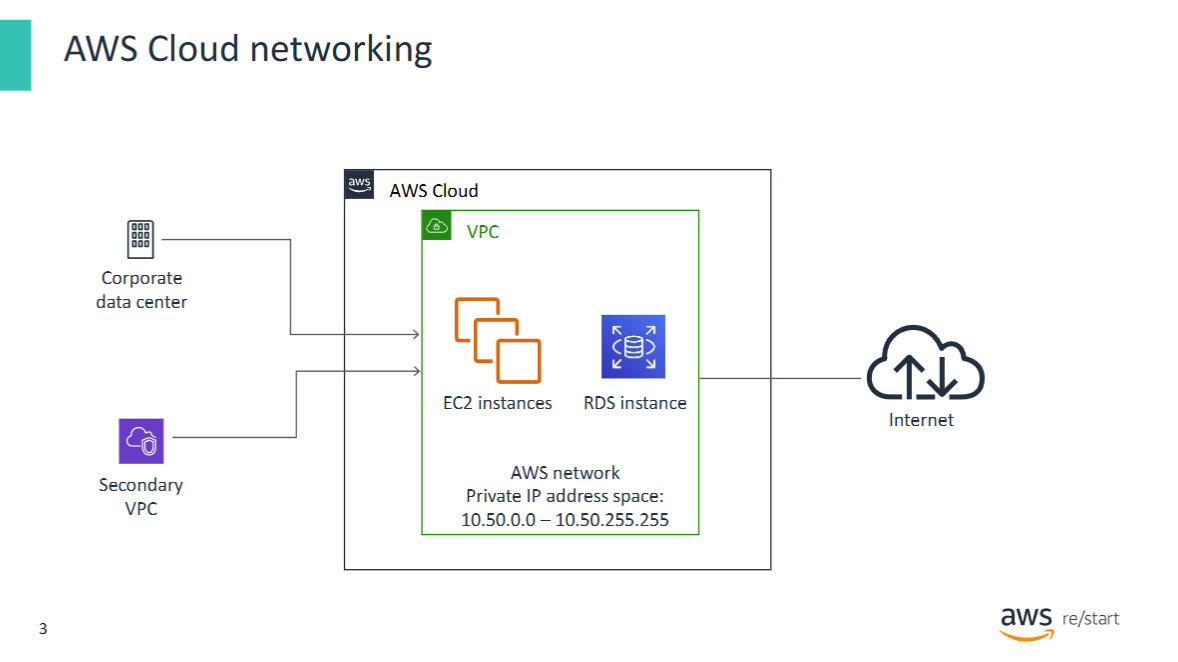 AWS Cloud networking
aws
AWS Cloud
VPC
Corporate
data center
EC2 instances
RDS instance
Internet
Secondary
VPC
AWS network
Private IP address space:
10.50.0.0 – 10.50.255.255
3
aws re/start